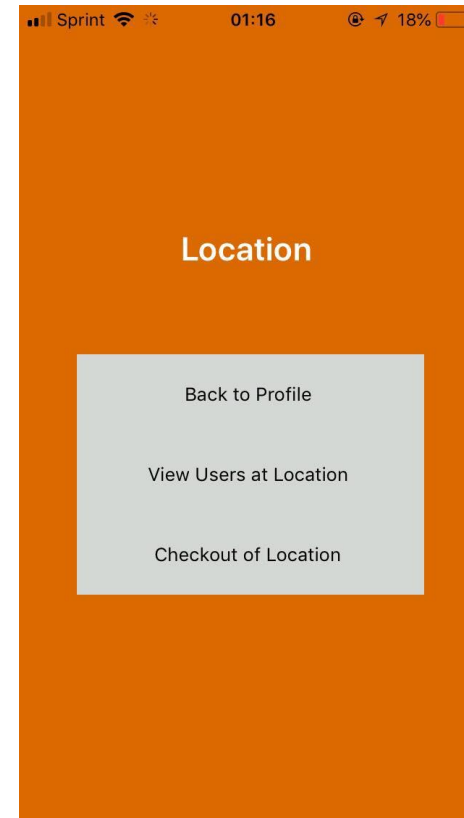 Sprint 01:16 18%
Location
Back to Profile
View Users at Location
Checkout of Location